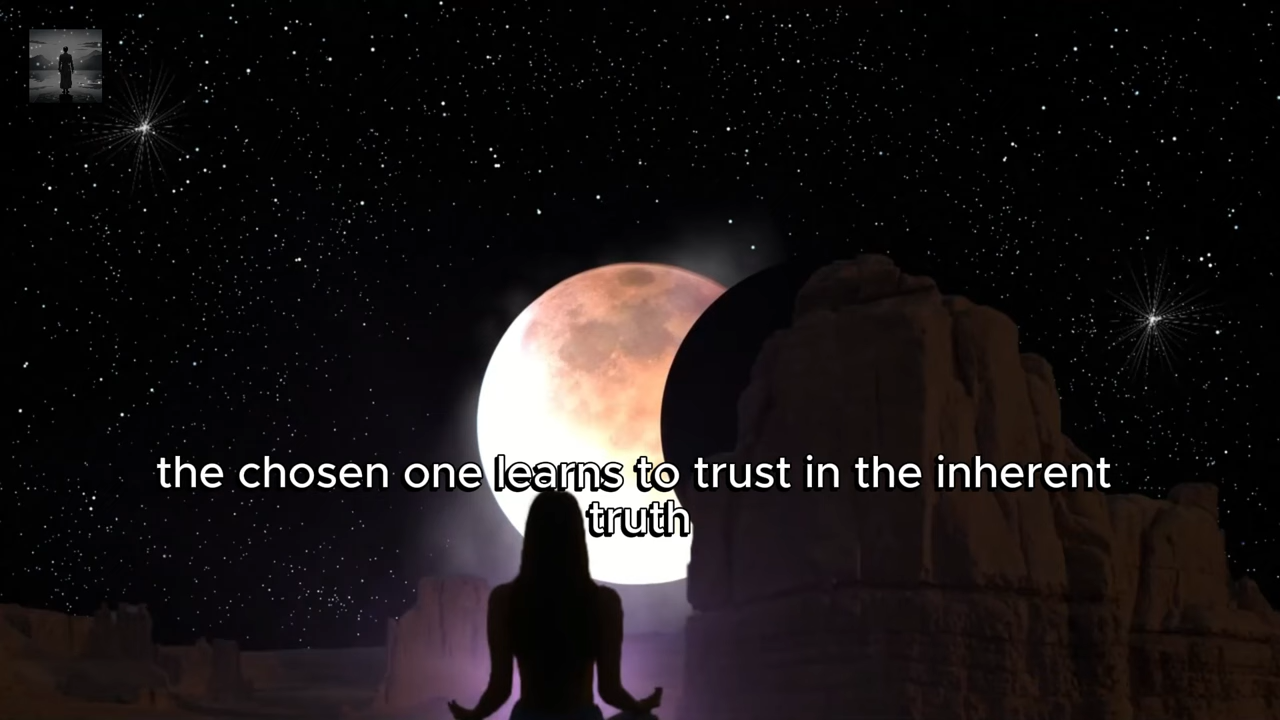 the chosen one learns to trust in the inherent
truth